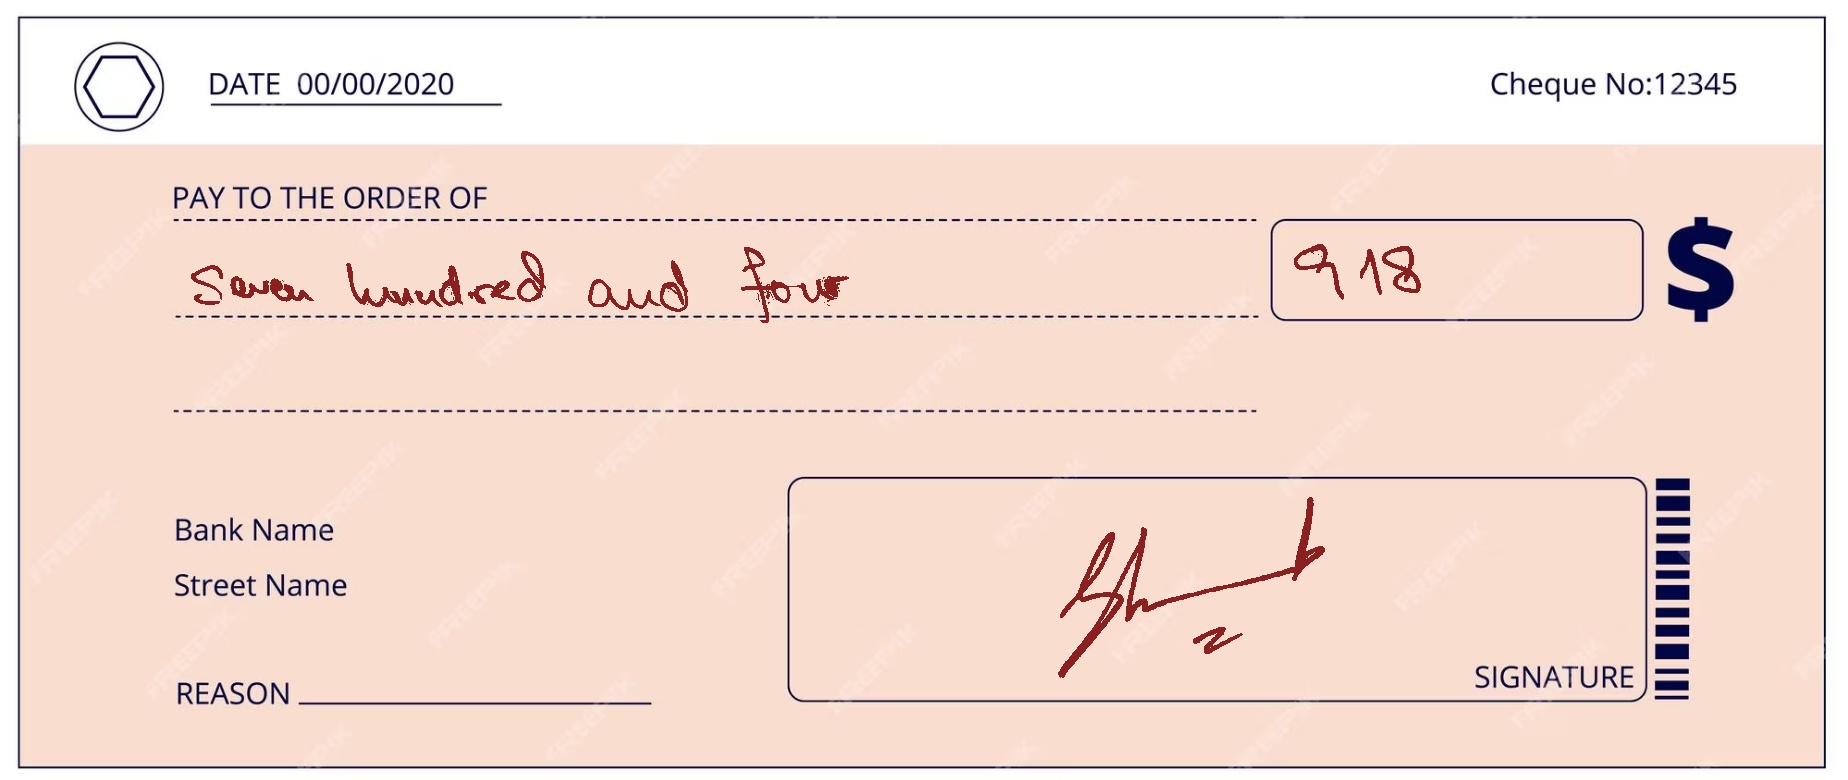 DATE 00/00/2020 Cheque No:12345
PAY TO THE ORDER OF
Seven hundred and four 918 $
Bank Name
Street Name
REASON
SIGNATURE